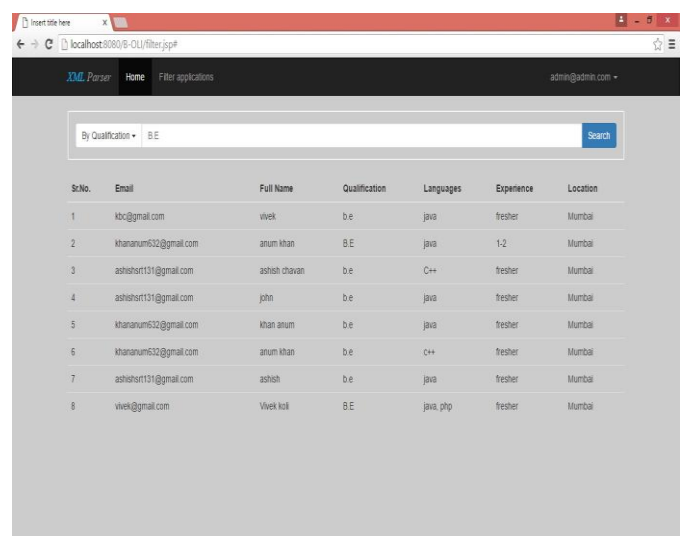 Insert title here
localhost:8080/B-OLI/filter.jsp#
XML Parser Home Filter applications admin@admin.com
By Qualification B.E Search
Sr.No. Email Full Name Qualification Languages Experience Location
1 kbc@gmail.com vivek b.e java fresher Mumbai
2 khananum632@gmail.com anum khan B.E java 1-2 Mumbai
3 ashishsrt131@gmail.com ashish chavan b.e C++ fresher Mumbai
4 ashishsrt131@gmail.com john b.e java fresher Mumbai
5 khananum632@gmail.com khan anum b.e java fresher Mumbai
6 khananum632@gmail.com anum khan b.e c++ fresher Mumbai
7 ashishsrt131@gmail.com ashish b.e java fresher Mumbai
8 vivek@gmail.com Vivek koli B.E java, php fresher Mumbai